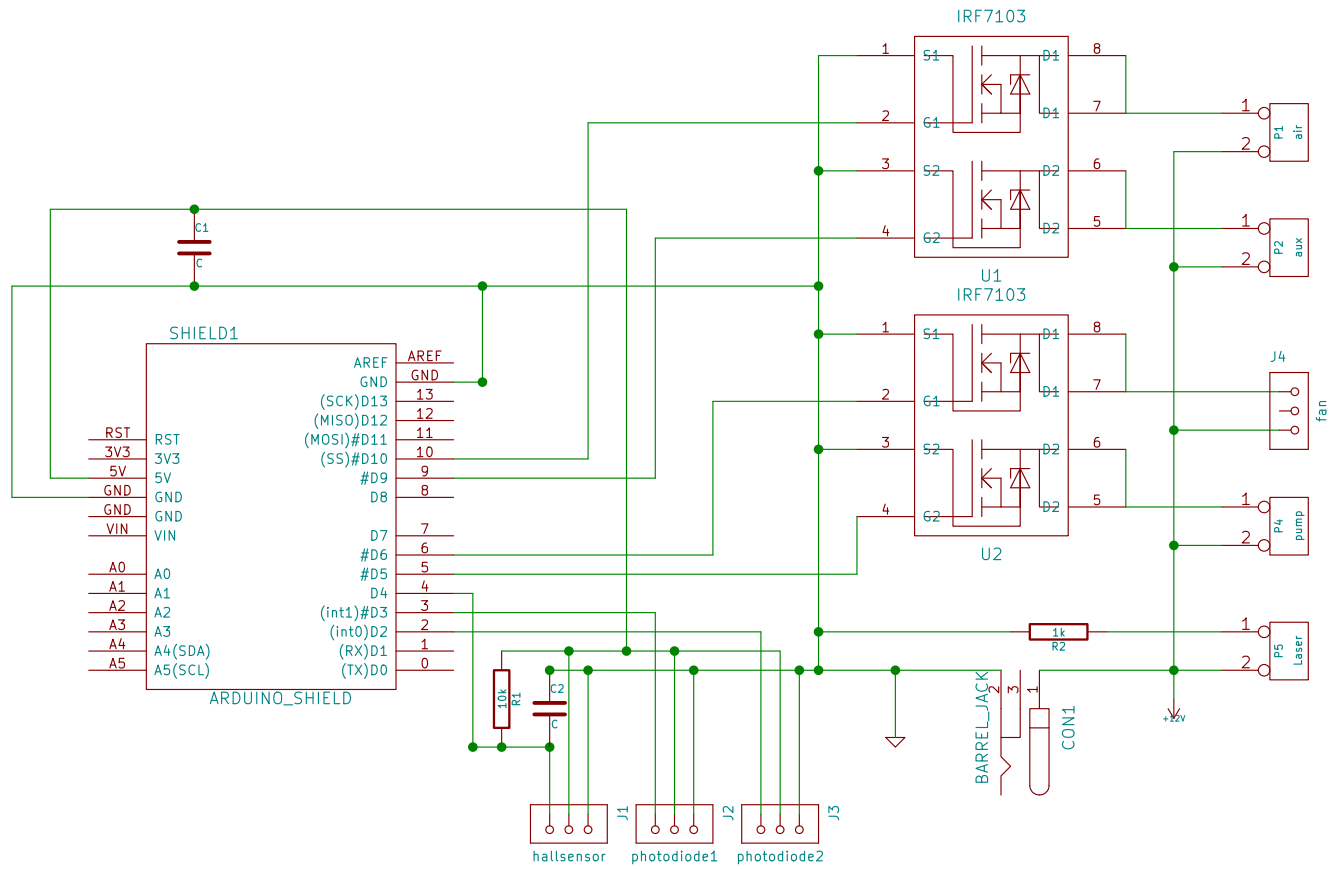 IRF7103
1 S1 D1 8
2 G1 D1 7
3 S2 D2 6
4 G2 D2 5
U1
1
2
P1
air
1
2
P2
aux
C1
C
IRF7103
1 S1 D1 8
2 G1 D1 7
3 S2 D2 6
4 G2 D2 5
U2
J4
fan
1
2
P4
pump
1
2
P5
Laser
1k
R2
SHIELD1
AREF AREF
GND GND
(SCK)D13 13
(MISO)D12 12
(MOSI)#D11 11
(SS)#D10 10
#D9 9
D8 8
D7 7
#D6 6
#D5 5
D4 4
(int1)#D3 3
(int0)D2 2
(RX)D1 1
(TX)D0 0
RST RST
3V3 3V3
5V 5V
GND GND
GND GND
VIN VIN
A0 A0
A1 A1
A2 A2
A3 A3
A4 A4(SDA)
A5 A5(SCL)
ARDUINO_SHIELD
10k
R1
C2
C
BARREL_JACK
2
3
1
CON1
+12V
J1
hallsensor
J2
photodiode1
J3
photodiode2